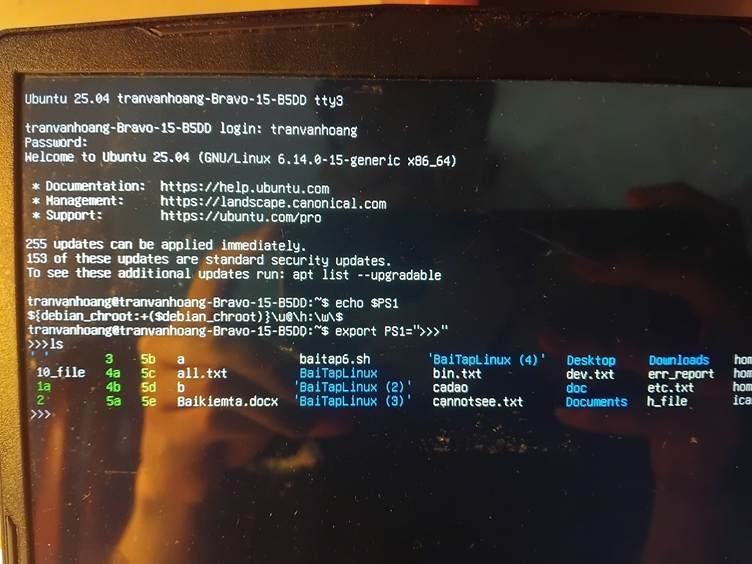 Ubuntu 25.04 tranvanhoang-Bravo-15-B5DD tty3
tranvanhoang-Bravo-15-B5DD login: tranvanhoang
Password:
Welcome to Ubuntu 25.04 (GNU/Linux 6.14.0-15-generic x86_64)
* Documentation:  https://help.ubuntu.com
* Management:     https://landscape.canonical.com
* Support:        https://ubuntu.com/pro
255 updates can be applied immediately.
153 of these updates are standard security updates.
To see these additional updates run: apt list --upgradable
tranvanhoang@tranvanhoang-Bravo-15-B5DD:~$ echo $PS1
${debian_chroot:+($debian_chroot)}\u@\h:\w\$
tranvanhoang@tranvanhoang-Bravo-15-B5DD:~$ export PS1=">>>"
>>>ls
' '  3  5b  a  baitap6.sh  'BaiTapLinux (4)'  Desktop  Downloads  hom
10_file  4a  5c  all.txt  BaiTapLinux  bin.txt  dev.txt  err_report  hom
1a  4b  5d  b  'BaiTapLinux (2)'  cadao  doc  etc.txt  hom
2  5a  5e  Baikiemta.docx  'BaiTapLinux (3)'  cannotsee.txt  Documents  h_file  ica
>>>